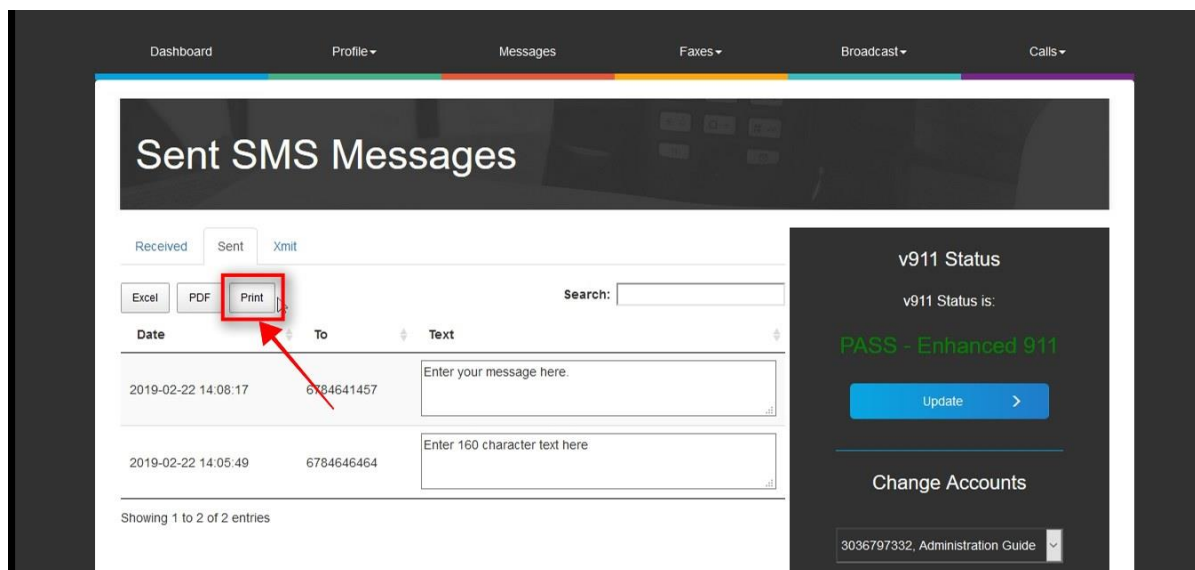 Dashboard Profile Messages Faxes Broadcast Calls
Sent SMS Messages
Received Sent Xmit
Excel PDF Print Search:
Date To Text
2019-02-22 14:08:17 6784641457 Enter your message here.
2019-02-22 14:05:49 6784646464 Enter 160 character text here
Showing 1 to 2 of 2 entries
v911 Status
v911 Status is:
PASS - Enhanced 911
Update
Change Accounts
3036797332, Administration Guide